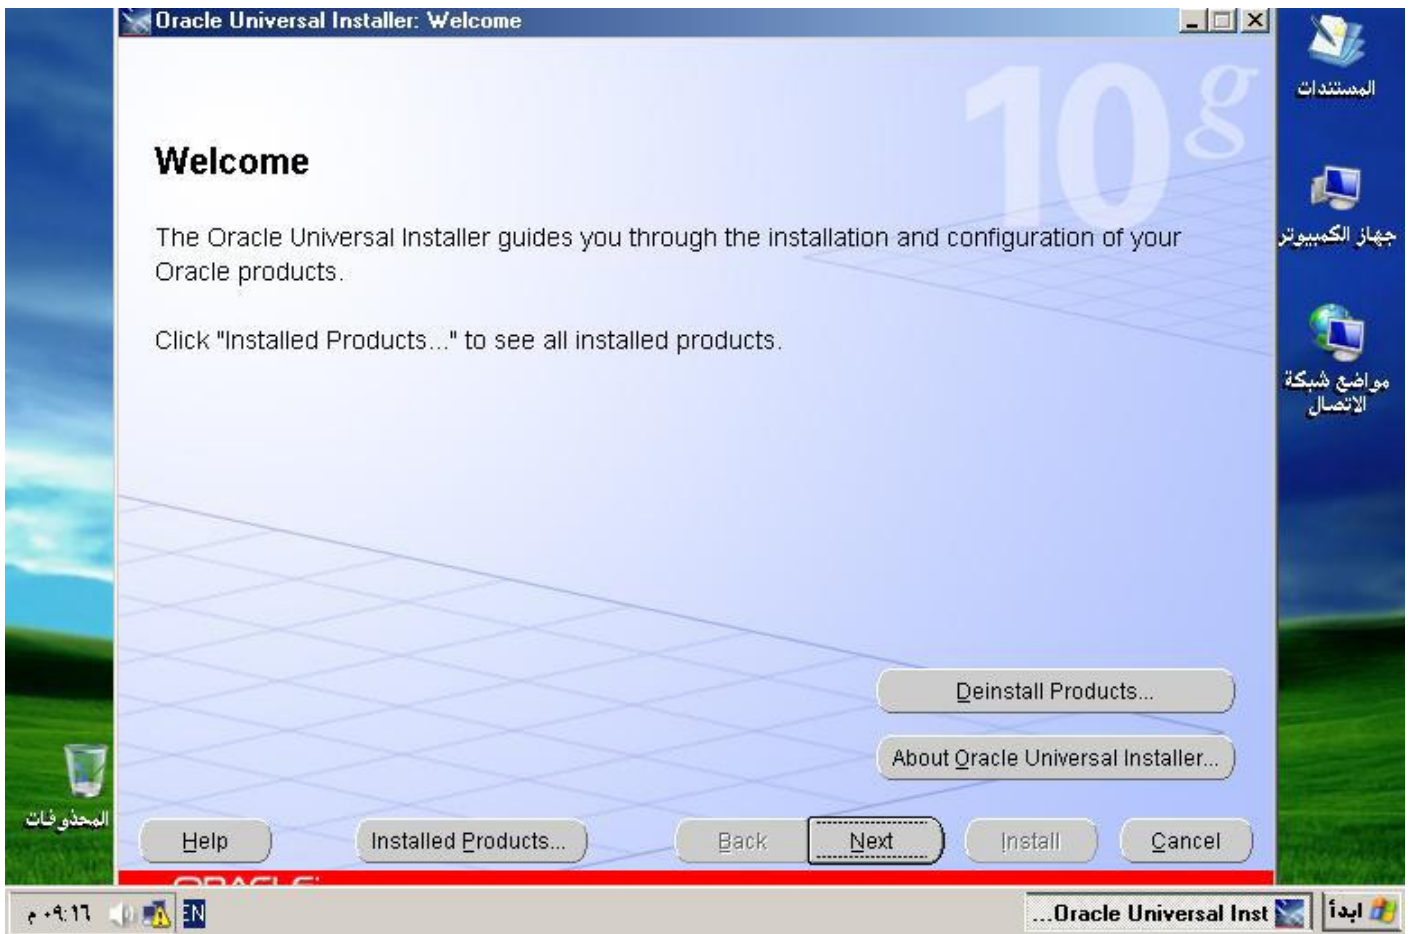 Oracle Universal Installer: Welcome
10g
Welcome
The Oracle Universal Installer guides you through the installation and configuration of your
Oracle products.
Click "Installed Products..." to see all installed products.
Deinstall Products...
About Oracle Universal Installer...
Help
Installed Products...
Back
Next
Install
Cancel
ORACLE
المستندات
جهاز الكمبيوتر
مواضع شبكة
الاتصال
المحذوفات
ابدأ
...Oracle Universal Inst
EN
٠٩:١٦ م